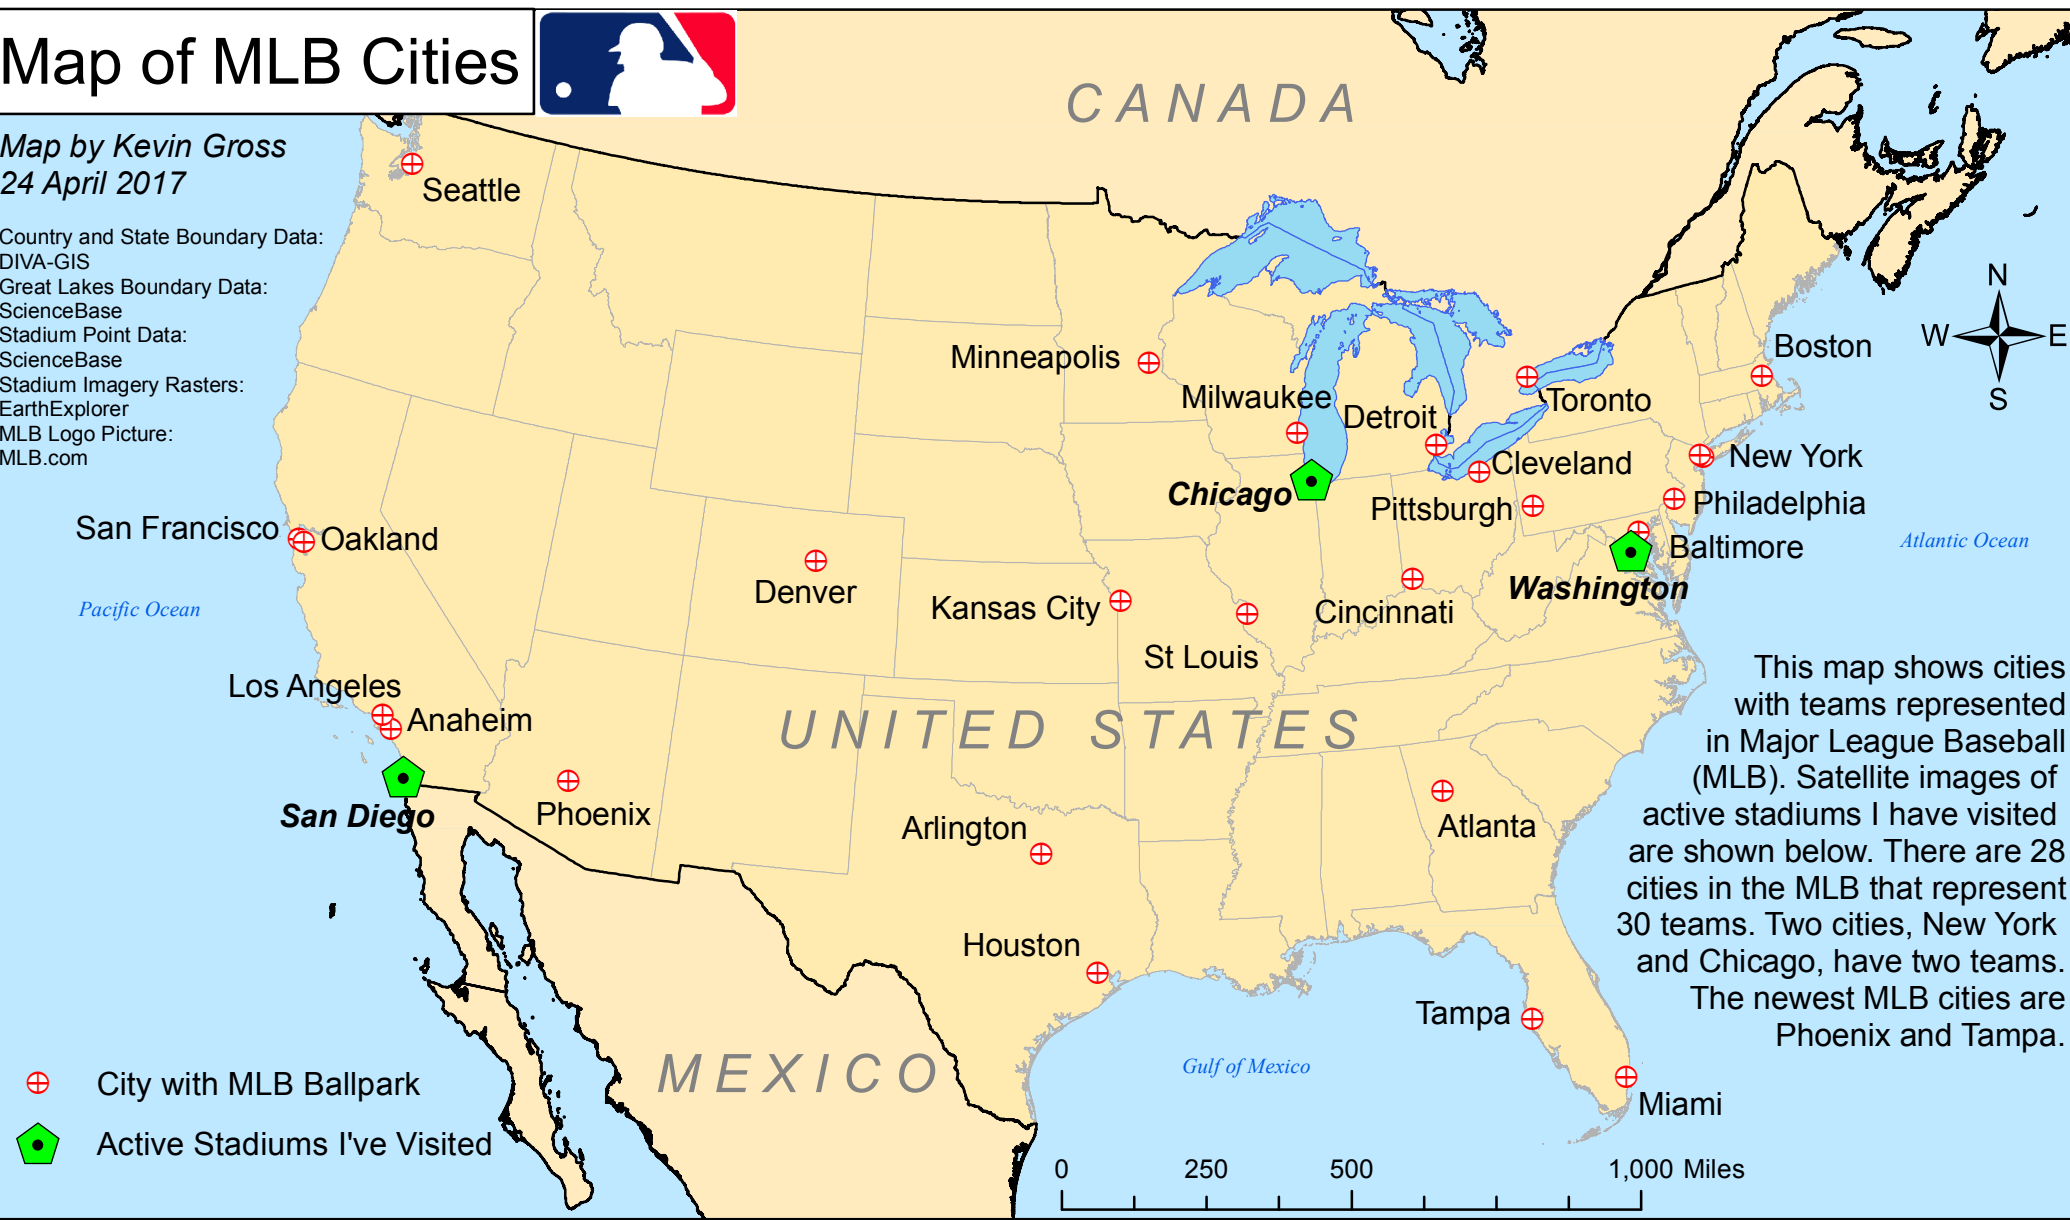 Map of MLB Cities
Map by Kevin Gross
24 April 2017
Country and State Boundary Data:
DIVA-GIS
Great Lakes Boundary Data:
ScienceBase
Stadium Point Data:
ScienceBase
Stadium Imagery Rasters:
EarthExplorer
MLB Logo Picture:
MLB.com
CANADA
Seattle
N
W
E
S
Boston
Minneapolis
Milwaukee
Detroit
Toronto
New York
Cleveland
Chicago
Pittsburgh
Philadelphia
San Francisco
Oakland
Baltimore
Atlantic Ocean
Denver
Washington
Pacific Ocean
Kansas City
Cincinnati
St Louis
Los Angeles
Anaheim
UNITED STATES
San Diego
Phoenix
Arlington
Atlanta
Houston
Tampa
Gulf of Mexico
MEXICO
Miami
This map shows cities
with teams represented
in Major League Baseball
(MLB). Satellite images of
active stadiums I have visited
are shown below. There are 28
cities in the MLB that represent
30 teams. Two cities, New York
and Chicago, have two teams.
The newest MLB cities are
Phoenix and Tampa.
City with MLB Ballpark
Active Stadiums I've Visited
0 250 500 1,000 Miles